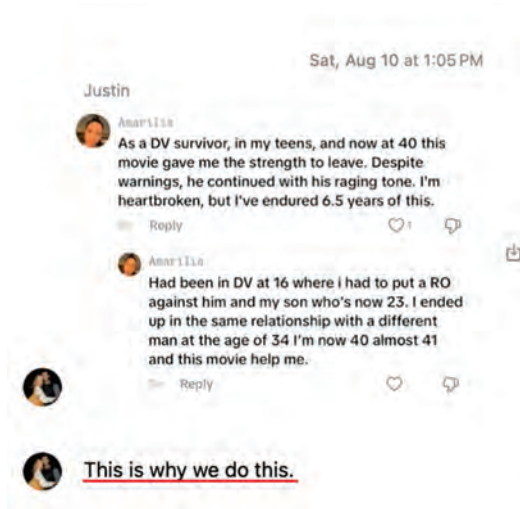 Sat, Aug 10 at 1:05 PM
Justin
Amarilis
As a DV survivor, in my teens, and now at 40 this
movie gave me the strength to leave. Despite
warnings, he continued with his raging tone. I'm
heartbroken, but I've endured 6.5 years of this.
Reply 1
Amarilis
Had been in DV at 16 where i had to put a RO
against him and my son who's now 23. I ended
up in the same relationship with a different
man at the age of 34 I'm now 40 almost 41
and this movie help me.
Reply
This is why we do this.